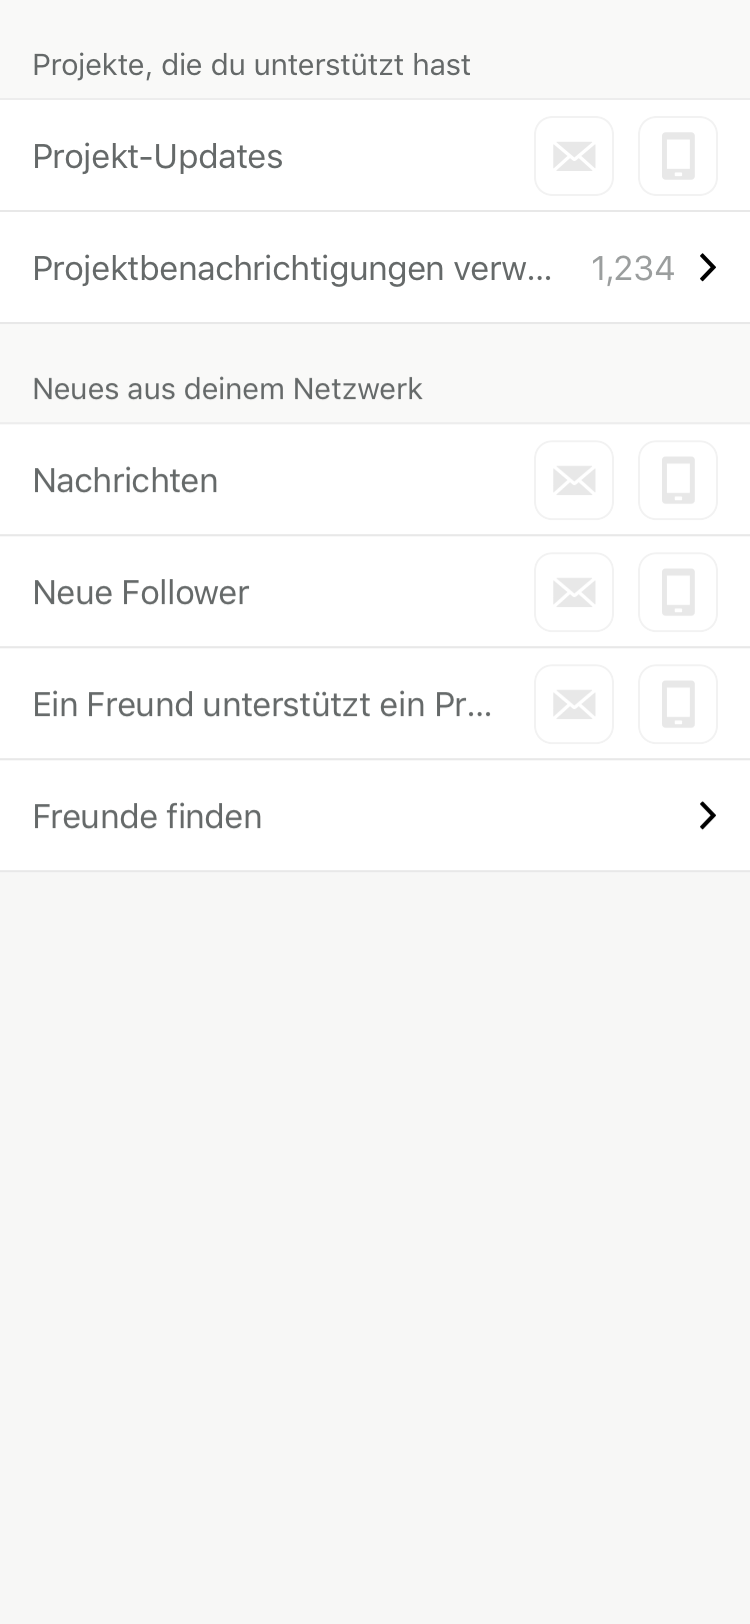 Projekte, die du unterstützt hast
Projekt-Updates
Projektbenachrichtigungen verw... 1,234
Neues aus deinem Netzwerk
Nachrichten
Neue Follower
Ein Freund unterstützt ein Pr...
Freunde finden